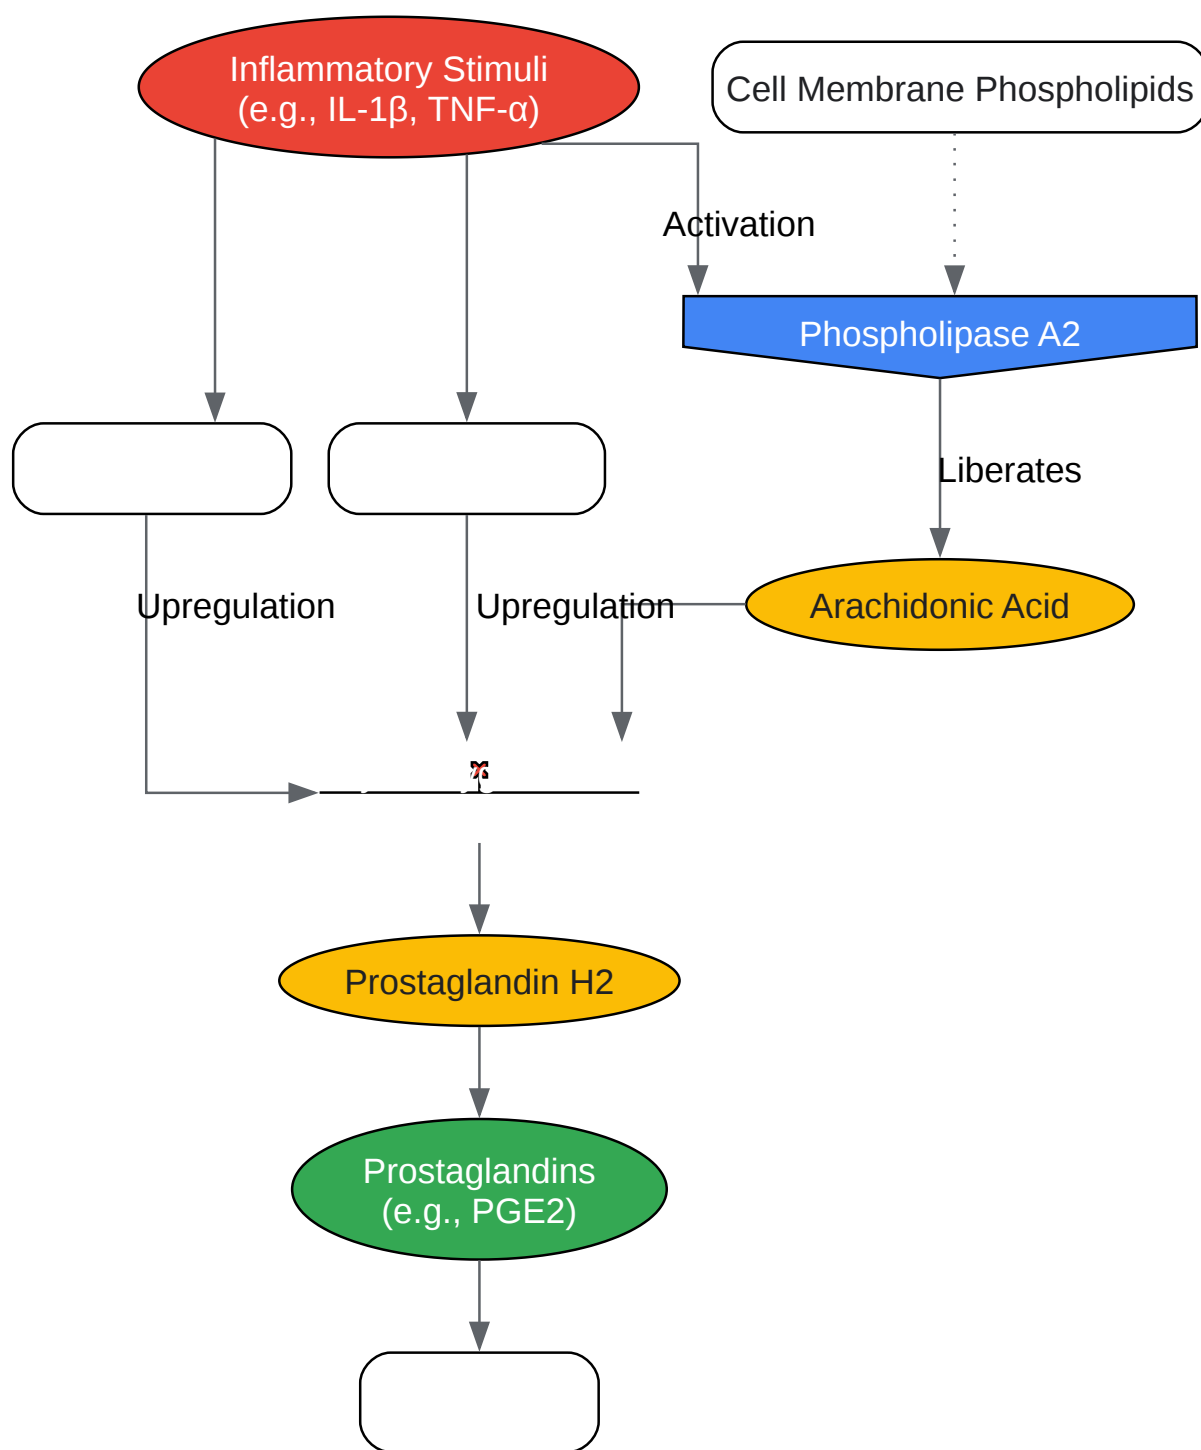 Inflammatory Stimuli
(e.g., IL-1β, TNF-α)
Cell Membrane Phospholipids
Activation
Phospholipase A2
Liberates
Upregulation
Upregulation
Arachidonic Acid
Prostaglandin H2
Prostaglandins
(e.g., PGE2)